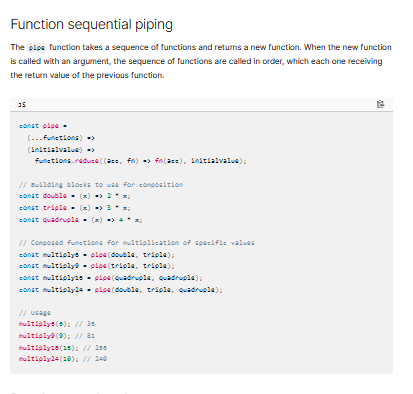 Function sequential piping
The pipe function takes a sequence of functions and returns a new function. When the new function
is called with an argument, the sequence of functions are called in order, which each one receiving
the return value of the previous function.
JS
const pipe =
(...functions) =>
(initialValue) =>
functions.reduce((acc, fn) => fn(acc), initialValue);
// Building blocks to use for composition
const double = (x) => 2 * x;
const triple = (x) => 3 * x;
const quadruple = (x) => 4 * x;
// Composed functions for multiplication of specific values
const multiply6 = pipe(double, triple);
const multiply9 = pipe(triple, triple);
const multiply16 = pipe(quadruple, quadruple);
const multiply24 = pipe(double, triple, quadruple);
// Usage
multiply6(6); // 36
multiply9(9); // 81
multiply16(16); // 256
multiply24(10); // 240